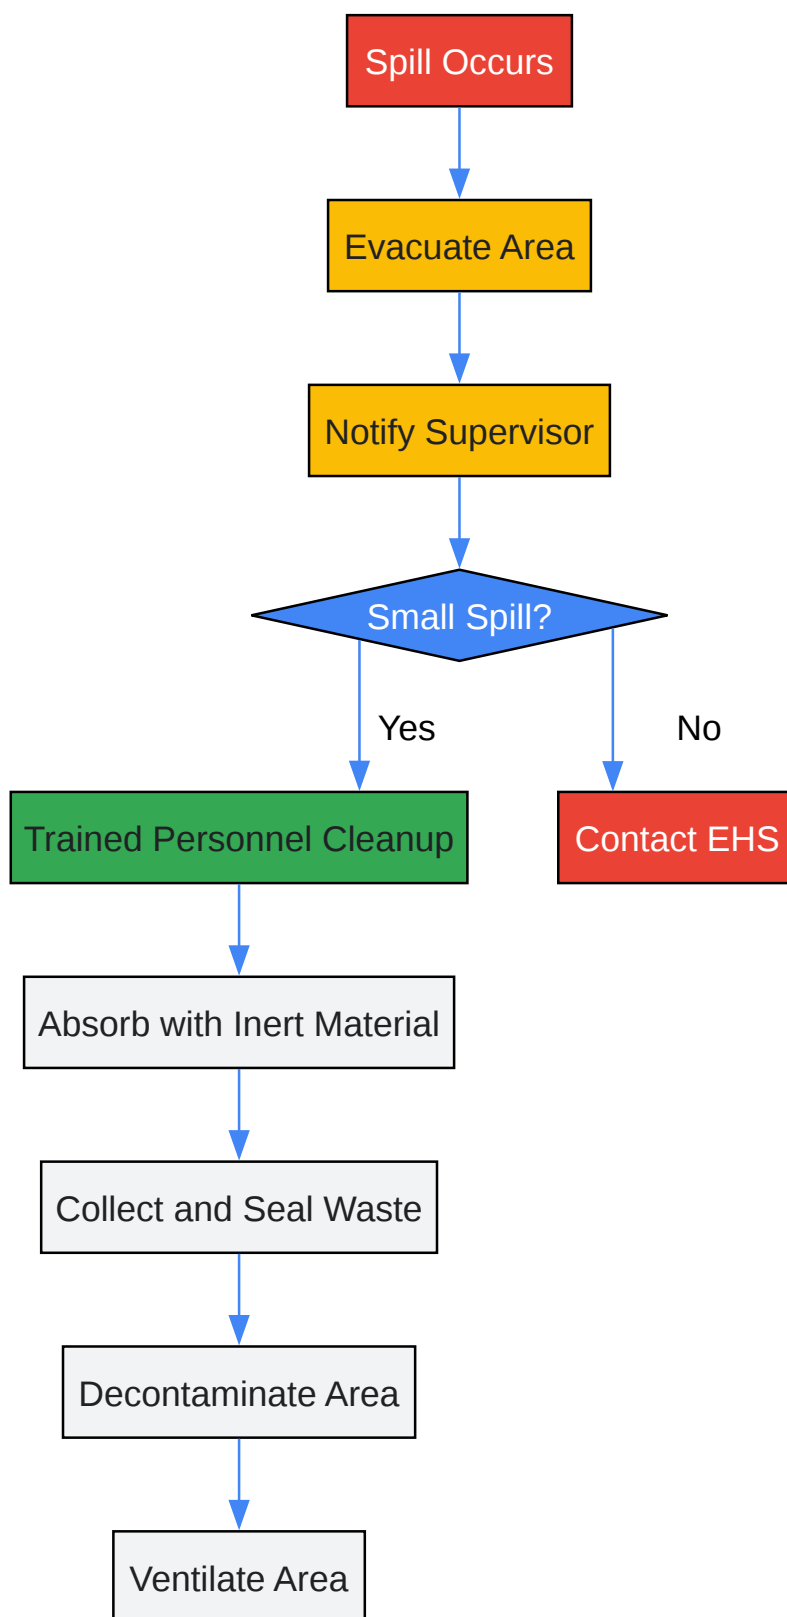 Spill Occurs
Evacuate Area
Notify Supervisor
Small Spill?
Yes
No
Trained Personnel Cleanup
Contact EHS
Absorb with Inert Material
Collect and Seal Waste
Decontaminate Area
Ventilate Area